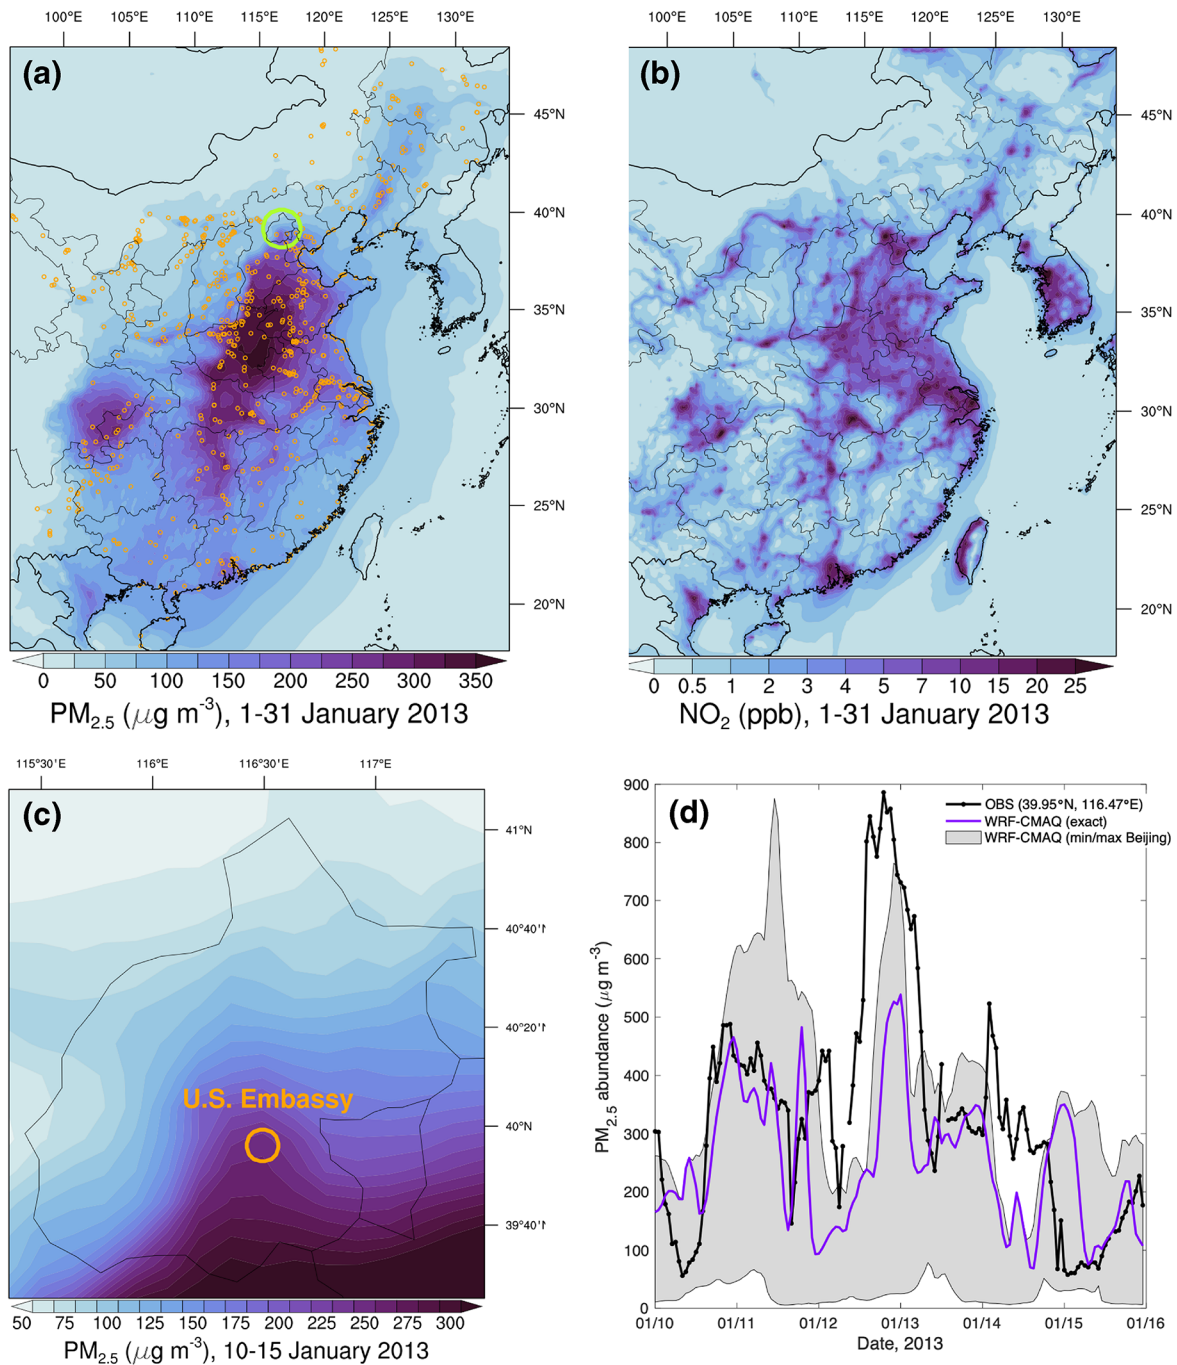 100°E 105°E 110°E 115°E 120°E 125°E 130°E
(a)
45°N
40°N
35°N
30°N
25°N
20°N
0 50 100 150 200 250 300 350
PM2.5 (μg m-3), 1-31 January 2013
100°E 105°E 110°E 115°E 120°E 125°E 130°E
(b)
45°N
40°N
35°N
30°N
25°N
20°N
0 0.5 1 2 3 4 5 7 10 15 20 25
NO2 (ppb), 1-31 January 2013
115°30'E 116°E 116°30'E 117°E
(c)
41°N
40°40'N
40°20'N
U.S. Embassy
40°N
39°40'N
50 75 100 125 150 175 200 225 250 275 300
PM2.5 (μg m-3), 10-15 January 2013
(d)
OBS (39.95°N, 116.47°E)
WRF-CMAQ (exact)
WRF-CMAQ (min/max Beijing)
PM2.5 abundance (μg m-3)
900
800
700
600
500
400
300
200
100
0
01/10 01/11 01/12 01/13 01/14 01/15 01/16
Date, 2013